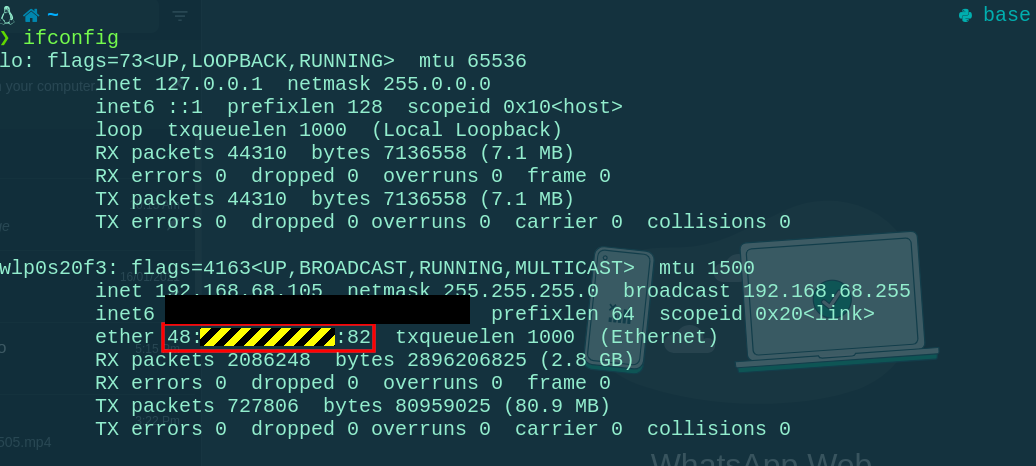 ~ base
❯ ifconfig
lo: flags=73<UP,LOOPBACK,RUNNING>  mtu 65536
        inet 127.0.0.1  netmask 255.0.0.0
        inet6 ::1  prefixlen 128  scopeid 0x10<host>
        loop  txqueuelen 1000  (Local Loopback)
        RX packets 44310  bytes 7136558 (7.1 MB)
        RX errors 0  dropped 0  overruns 0  frame 0
        TX packets 44310  bytes 7136558 (7.1 MB)
        TX errors 0  dropped 0 overruns 0  carrier 0  collisions 0
wlp0s20f3: flags=4163<UP,BROADCAST,RUNNING,MULTICAST>  mtu 1500
        inet 192.168.68.105  netmask 255.255.255.0  broadcast 192.168.68.255
        inet6  prefixlen 64  scopeid 0x20<link>
        ether 48: :82  txqueuelen 1000  (Ethernet)
        RX packets 2086248  bytes 2896206825 (2.8 GB)
        RX errors 0  dropped 0  overruns 0  frame 0
        TX packets 727806  bytes 80959025 (80.9 MB)
        TX errors 0  dropped 0 overruns 0  carrier 0  collisions 0
your computer
505.mp4
WhatsApp Web